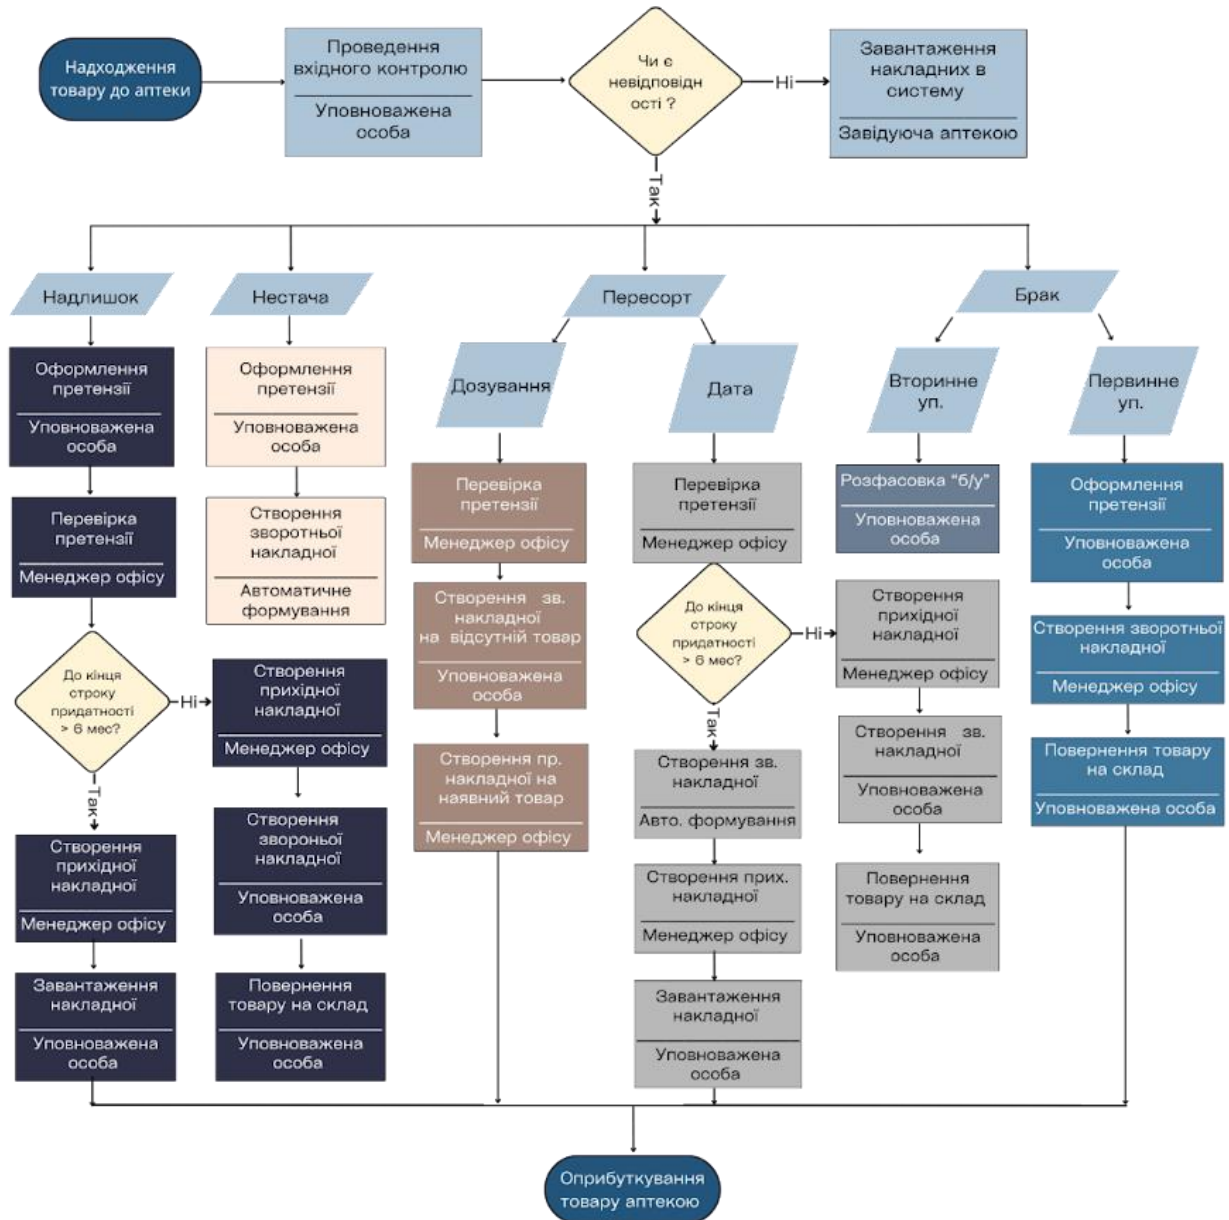 Надходження
товару до аптеки
Проведення
вхідного контролю
Уповноважена
особа
Чи є
невідповідн
ості ?
Ні
Завантаження
накладних в
систему
Завідуюча аптекою
Так
Надлишок
Нестача
Пересорт
Брак
Дозування
Дата
Вторинне
уп.
Первинне
уп.
Оформлення
претензії
Уповноважена
особа
Перевірка
претензії
Менеджер офісу
До кінця
строку
придатності
> 6 мес?
Ні
Так
Створення
прихідної
накладної
Менеджер офісу
Завантаження
накладної
Уповноважена
особа
Оформлення
претензії
Уповноважена
особа
Створення
зворотньої
накладної
Автоматичне
формування
Створення
прихідної
накладної
Менеджер офісу
Створення
звороньої
накладної
Уповноважена
особа
Повернення
товару на склад
Уповноважена
особа
Перевірка
претензії
Менеджер офісу
Створення зв.
накладної
на відсутній товар
Уповноважена
особа
Створення пр.
накладної на
наявний товар
Менеджер офісу
Перевірка
претензії
Менеджер офісу
До кінця
строку
придатності
> 6 мес?
Ні
Так
Створення зв.
накладної
Авто. формування
Створення прих.
накладної
Менеджер офісу
Завантаження
накладної
Уповноважена
особа
Розфасовка “б/у”
Уповноважена
особа
Створення
прихідної
накладної
Менеджер офісу
Створення зв.
накладної
Уповноважена
особа
Повернення
товару на склад
Уповноважена
особа
Оформлення
претензії
Уповноважена
особа
Створення зворотньої
накладної
Менеджер офісу
Повернення товару
на склад
Уповноважена особа
Оприбуткування
товару аптекою